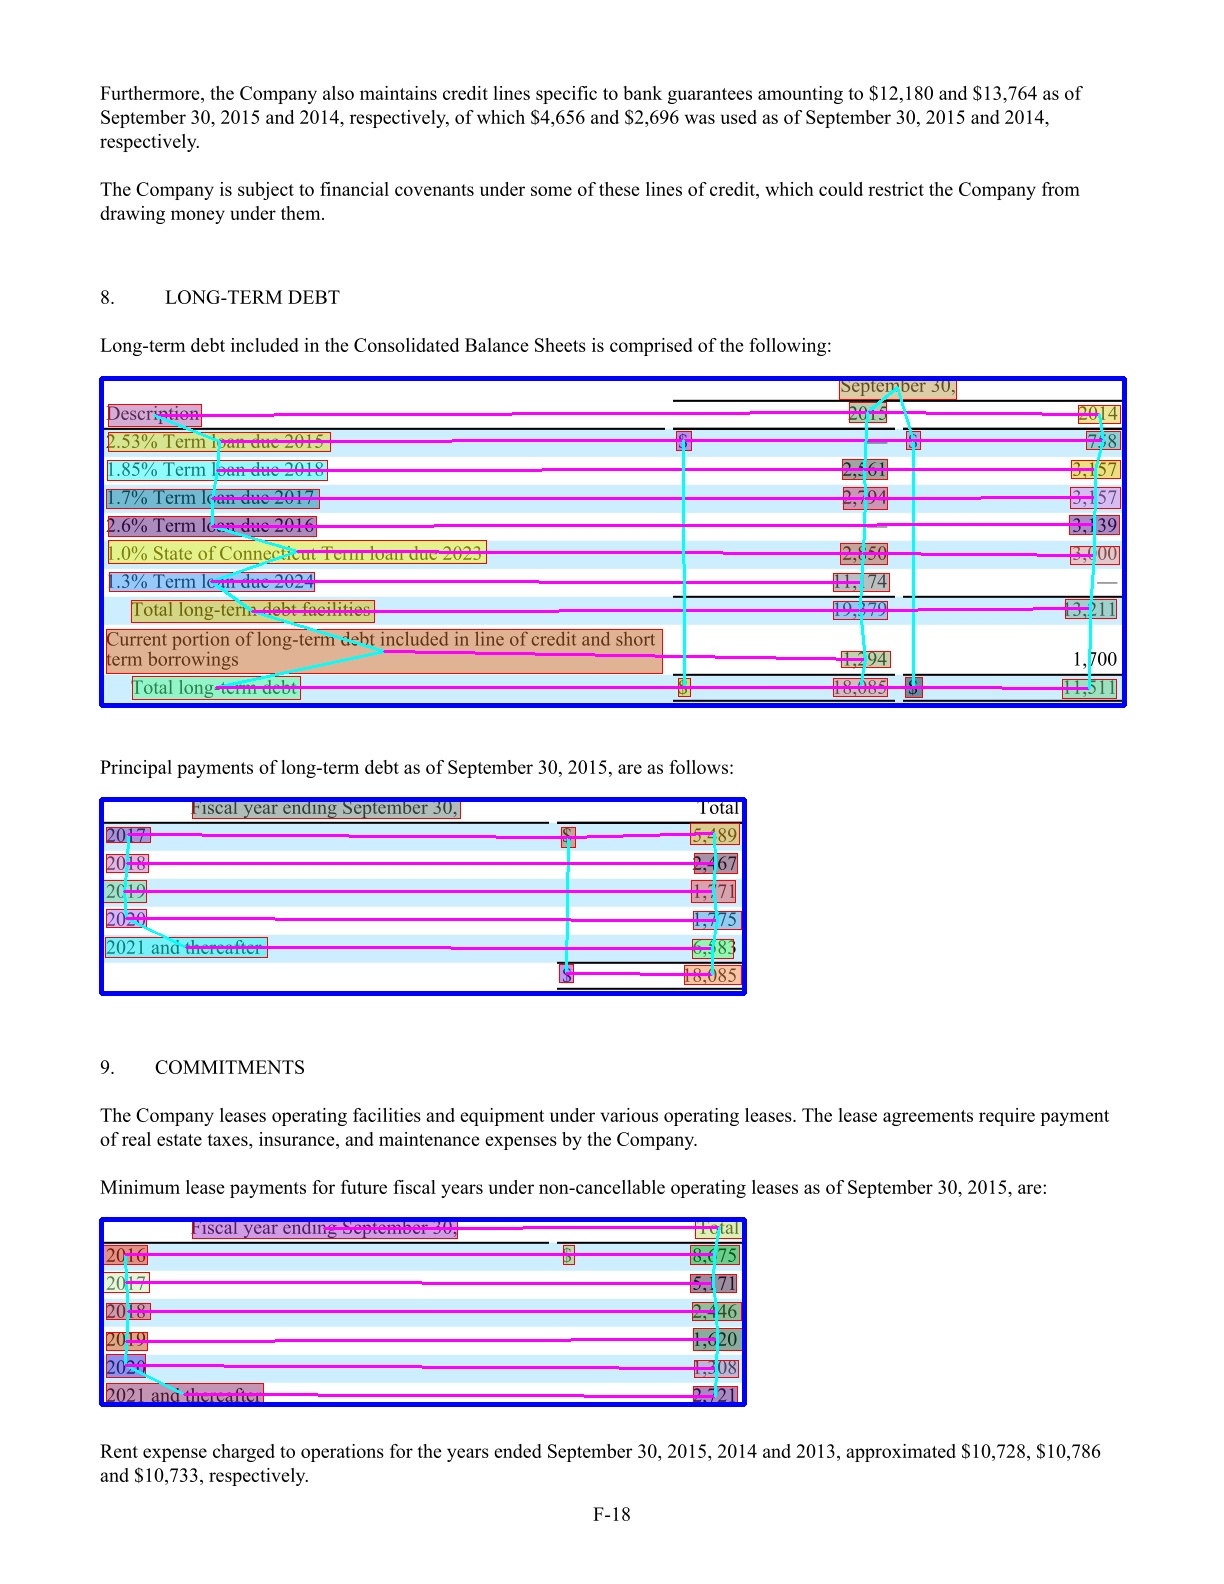 Furthermore, the Company also maintains credit lines specific to bank guarantees amounting to $12,180 and $13,764 as of
September 30, 2015 and 2014, respectively, of which $4,656 and $2,696 was used as of September 30, 2015 and 2014,
respectively.
The Company is subject to financial covenants under some of these lines of credit, which could restrict the Company from
drawing money under them.
8. LONG-TERM DEBT
Long-term debt included in the Consolidated Balance Sheets is comprised of the following:
September 30,
Description 2015 2014
2.53% Term loan due 2015 $ — $ 758
1.85% Term loan due 2018 2,561 3,157
1.7% Term loan due 2017 2,794 3,157
2.6% Term loan due 2016 — 3,139
1.0% State of Connecticut Term loan due 2023 2,850 3,000
1.3% Term loan due 2024 11,174 —
Total long-term debt facilities 19,379 13,211
Current portion of long-term debt included in line of credit and short
term borrowings 1,294 1,700
Total long-term debt $ 18,085 $ 11,511
Principal payments of long-term debt as of September 30, 2015, are as follows:
Fiscal year ending September 30, Total
2017 $ 5,489
2018 2,467
2019 1,771
2020 1,775
2021 and thereafter 6,583
$ 18,085
9. COMMITMENTS
The Company leases operating facilities and equipment under various operating leases. The lease agreements require payment
of real estate taxes, insurance, and maintenance expenses by the Company.
Minimum lease payments for future fiscal years under non-cancellable operating leases as of September 30, 2015, are:
Fiscal year ending September 30, Total
2016 $
2017
2018 2,446
2019 1,620
2020 1,308
2021 and thereafter 2,721
Rent expense charged to operations for the years ended September 30, 2015, 2014 and 2013, approximated $10,728, $10,786
and $10,733, respectively.
F-18